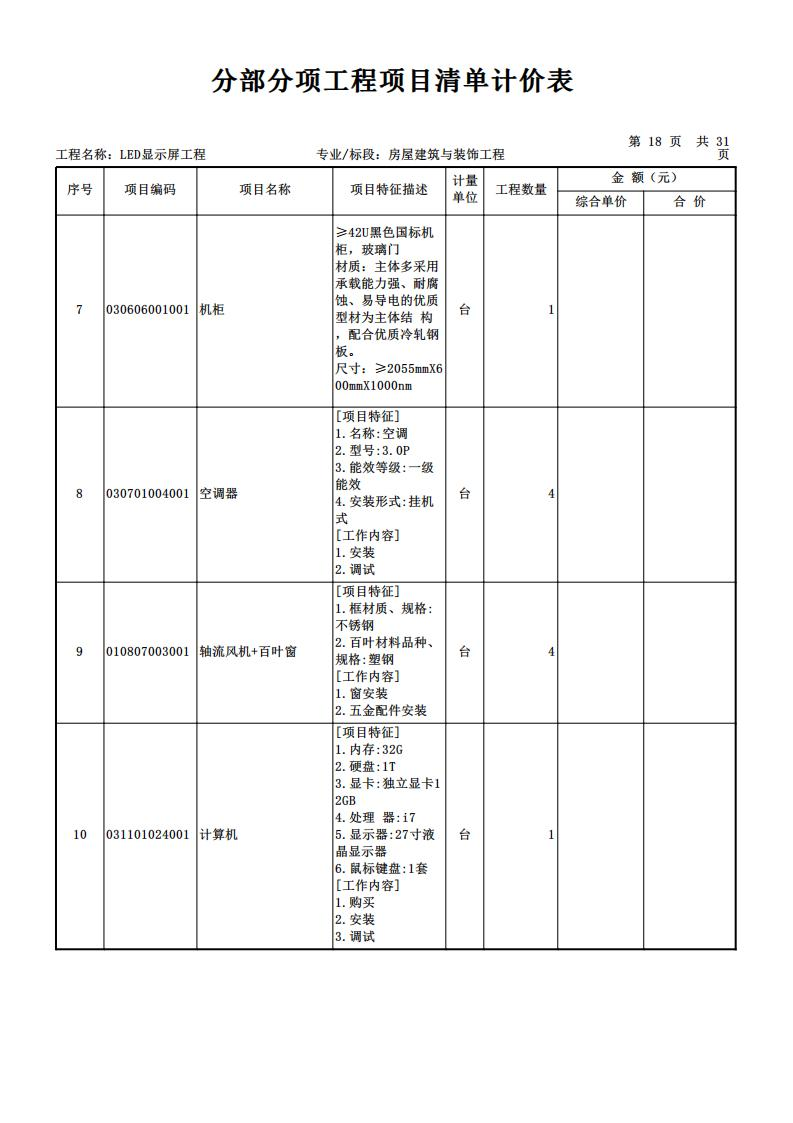 分部分项工程项目清单计价表
第 18 页 共 31
页
工程名称：LED显示屏工程 专业/标段：房屋建筑与装饰工程
序号 项目编码 项目名称 项目特征描述 计量
单位 工程数量 金 额（元）
综合单价 合 价
≥42U黑色国标机
柜，玻璃门
材质：主体多采用
承载能力强、耐腐
蚀、易导电的优质
型材为主体结 构
，配合优质冷轧钢
板。
尺寸：≥2055mmX6
00mmX1000nm
7 030606001001 机柜 台 1
[项目特征]
1.名称:空调
2.型号:3.0P
3.能效等级:一级
能效
4.安装形式:挂机
式
[工作内容]
1.安装
2.调试
8 030701004001 空调器 台 4
[项目特征]
1.框材质、规格:
不锈钢
2.百叶材料品种、
规格:塑钢
[工作内容]
1.窗安装
2.五金配件安装
9 010807003001 轴流风机+百叶窗 台 4
[项目特征]
1.内存:32G
2.硬盘:1T
3.显卡:独立显卡1
2GB
4.处理 器:i7
5.显示器:27寸液
晶显示器
6.鼠标键盘:1套
[工作内容]
1.购买
2.安装
3.调试
10 031101024001 计算机 台 1